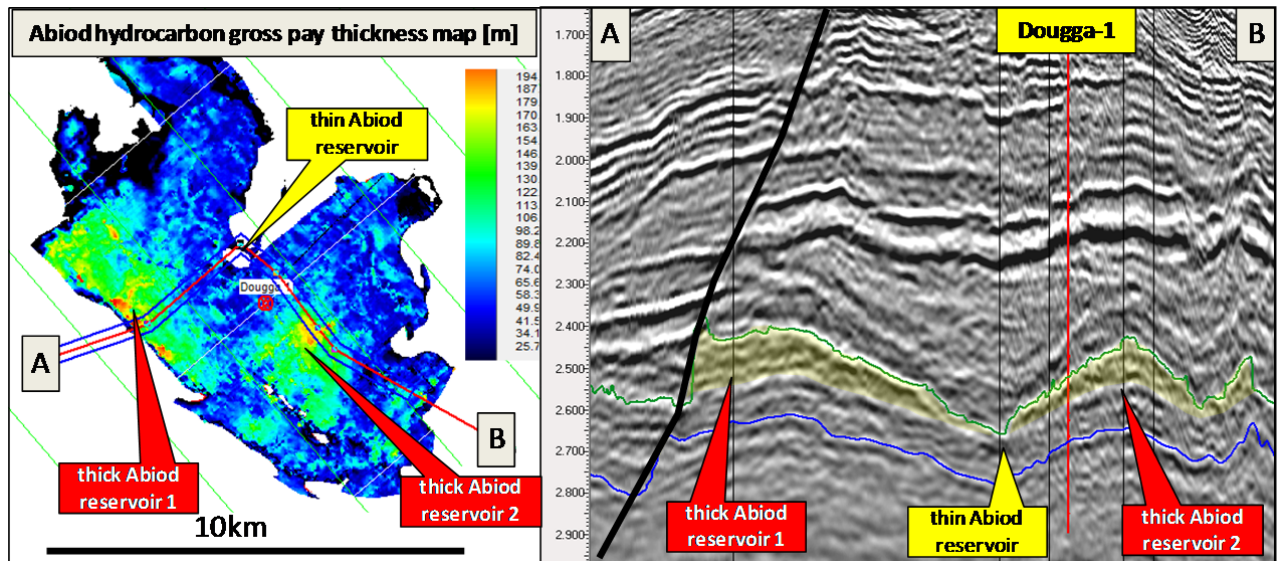 Abiod hydrocarbon gross pay thickness map [m]
194
187
179
170
163
155
147
139
130
122
114
106
98.2
89.8
82.4
74.0
65.6
58.3
49.9
41.5
34.1
25.7
thin Abiod
reservoir
Dougga
A
B
thick Abiod
reservoir 1
thick Abiod
reservoir 2
10km
A
Dougga-1
B
1.700
1.800
1.900
2.000
2.100
2.200
2.300
2.400
2.500
2.600
2.700
2.800
2.900
thick Abiod
reservoir 1
thin Abiod
reservoir
thick Abiod
reservoir 2